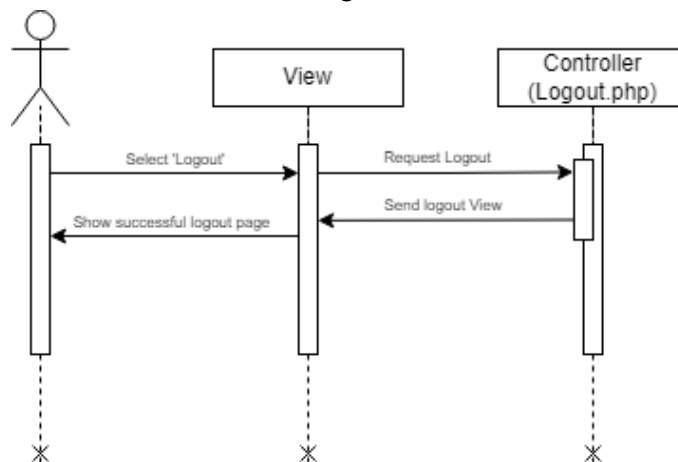 View
Controller
(Logout.php)
Select 'Logout'
Request Logout
Send logout View
Show successful logout page